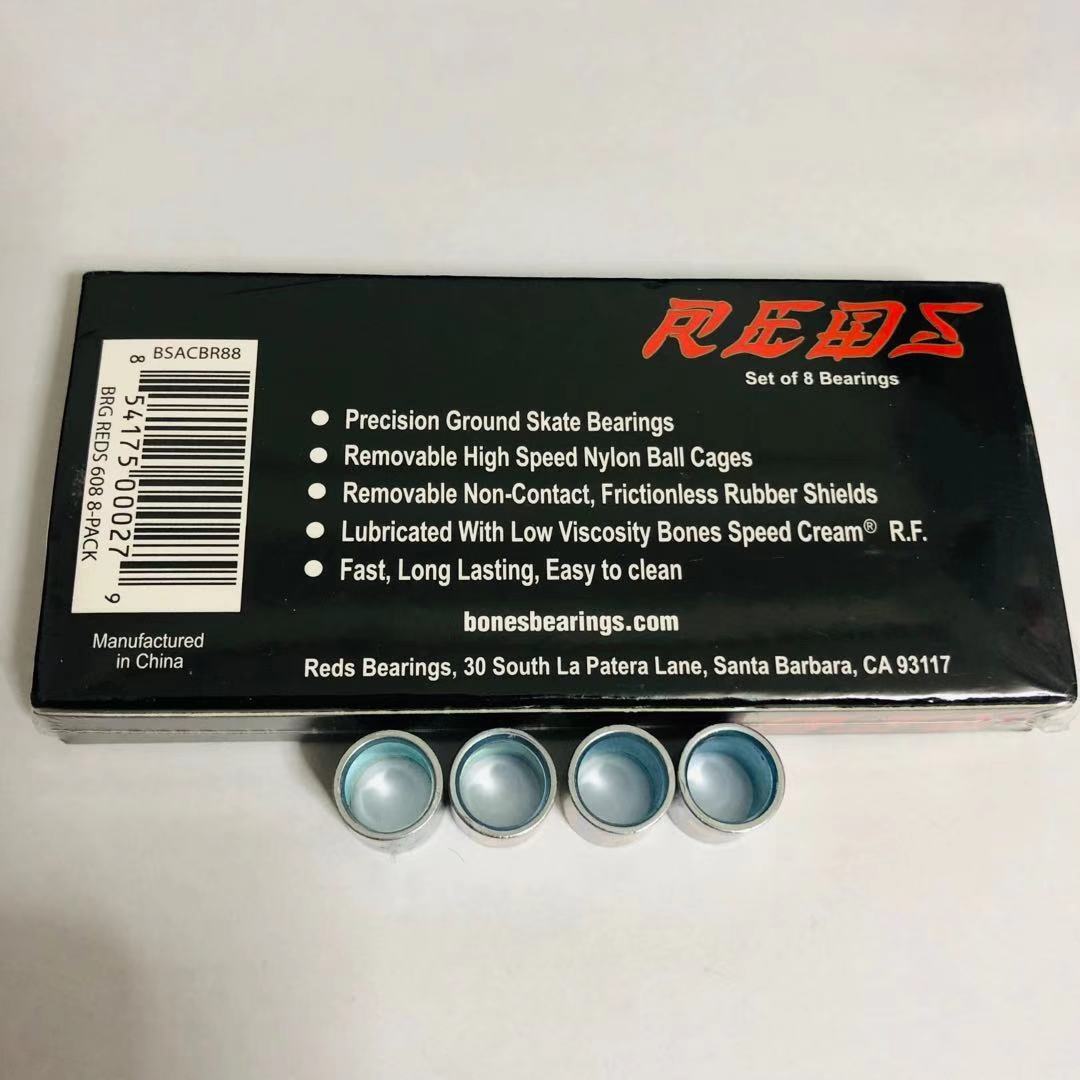 REDS
Set of 8 Bearings
BSACBR88
8 54175 00027 9
BRG REDS 608 8-PACK
Manufactured
in China
● Precision Ground Skate Bearings
● Removable High Speed Nylon Ball Cages
● Removable Non-Contact, Frictionless Rubber Shields
● Lubricated With Low Viscosity Bones Speed Cream® R.F.
● Fast, Long Lasting, Easy to clean
bonesbearings.com
Reds Bearings, 30 South La Patera Lane, Santa Barbara, CA 93117